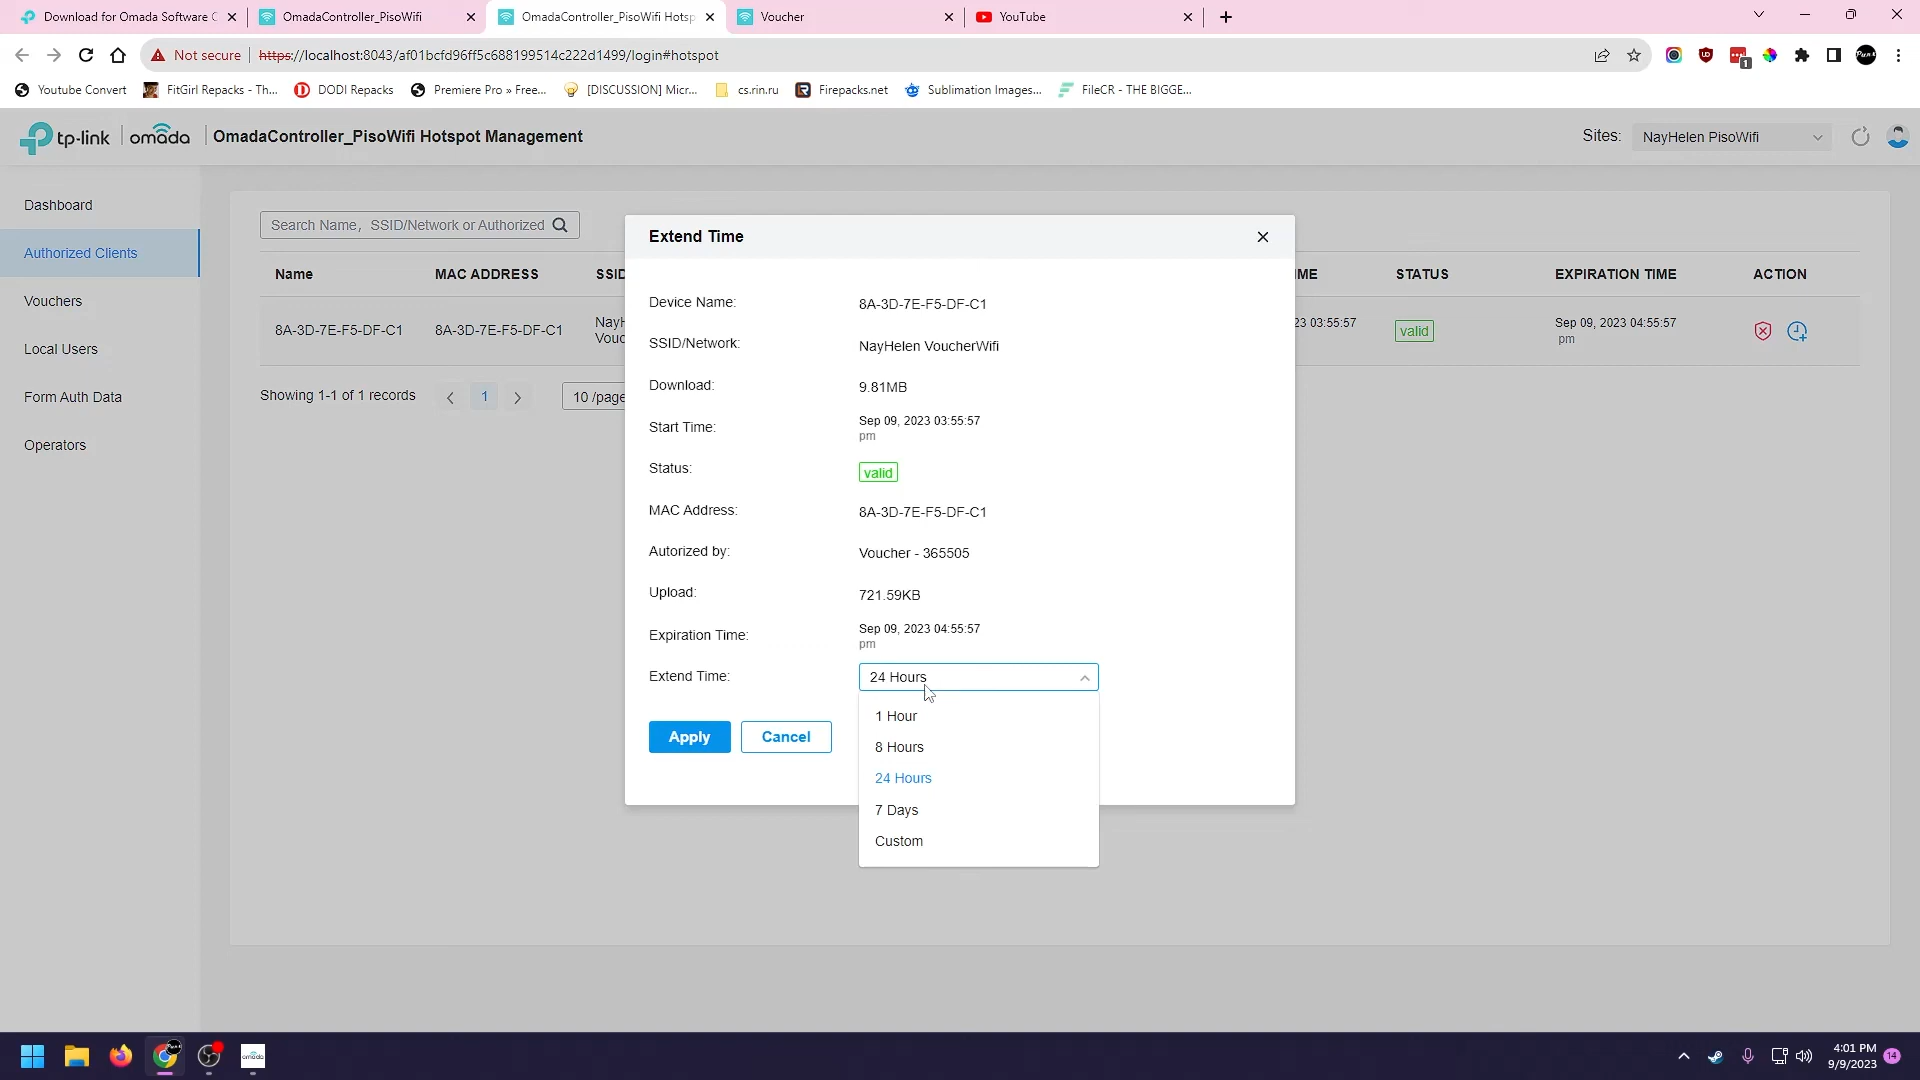 Download for Omada Software C
OmadaController_PisoWifi
OmadaController_PisoWifi Hotsp
Voucher
YouTube
Not secure
https://localhost:8043/af01bcfd96ff5c688199514c222d1499/login#hotspot
1
Youtube Convert
FitGirl Repacks - Th...
DODI Repacks
Premiere Pro » Free...
[DISCUSSION] Micr...
cs.rin.ru
Firepacks.net
Sublimation Images...
FileCR - THE BIGGE...
tp-link
omada
OmadaController_PisoWifi Hotspot Management
Sites:
NayHelen PisoWifi
Dashboard
Authorized Clients
Vouchers
Local Users
Form Auth Data
Operators
Search Name，SSID/Network or Authorized
Name
MAC ADDRESS
SSID
IME
STATUS
EXPIRATION TIME
ACTION
8A-3D-7E-F5-DF-C1
8A-3D-7E-F5-DF-C1
NayH
Vouc
23 03:55:57
valid
Sep 09, 2023 04:55:57
pm
Showing 1-1 of 1 records
1
10 /page
Extend Time
Device Name:
8A-3D-7E-F5-DF-C1
SSID/Network:
NayHelen VoucherWifi
Download:
9.81MB
Start Time:
Sep 09, 2023 03:55:57
pm
Status:
valid
MAC Address:
8A-3D-7E-F5-DF-C1
Autorized by:
Voucher - 365505
Upload:
721.59KB
Expiration Time:
Sep 09, 2023 04:55:57
pm
Extend Time:
24 Hours
1 Hour
8 Hours
24 Hours
7 Days
Custom
Apply
Cancel
omada
4:01 PM
9/9/2023
14